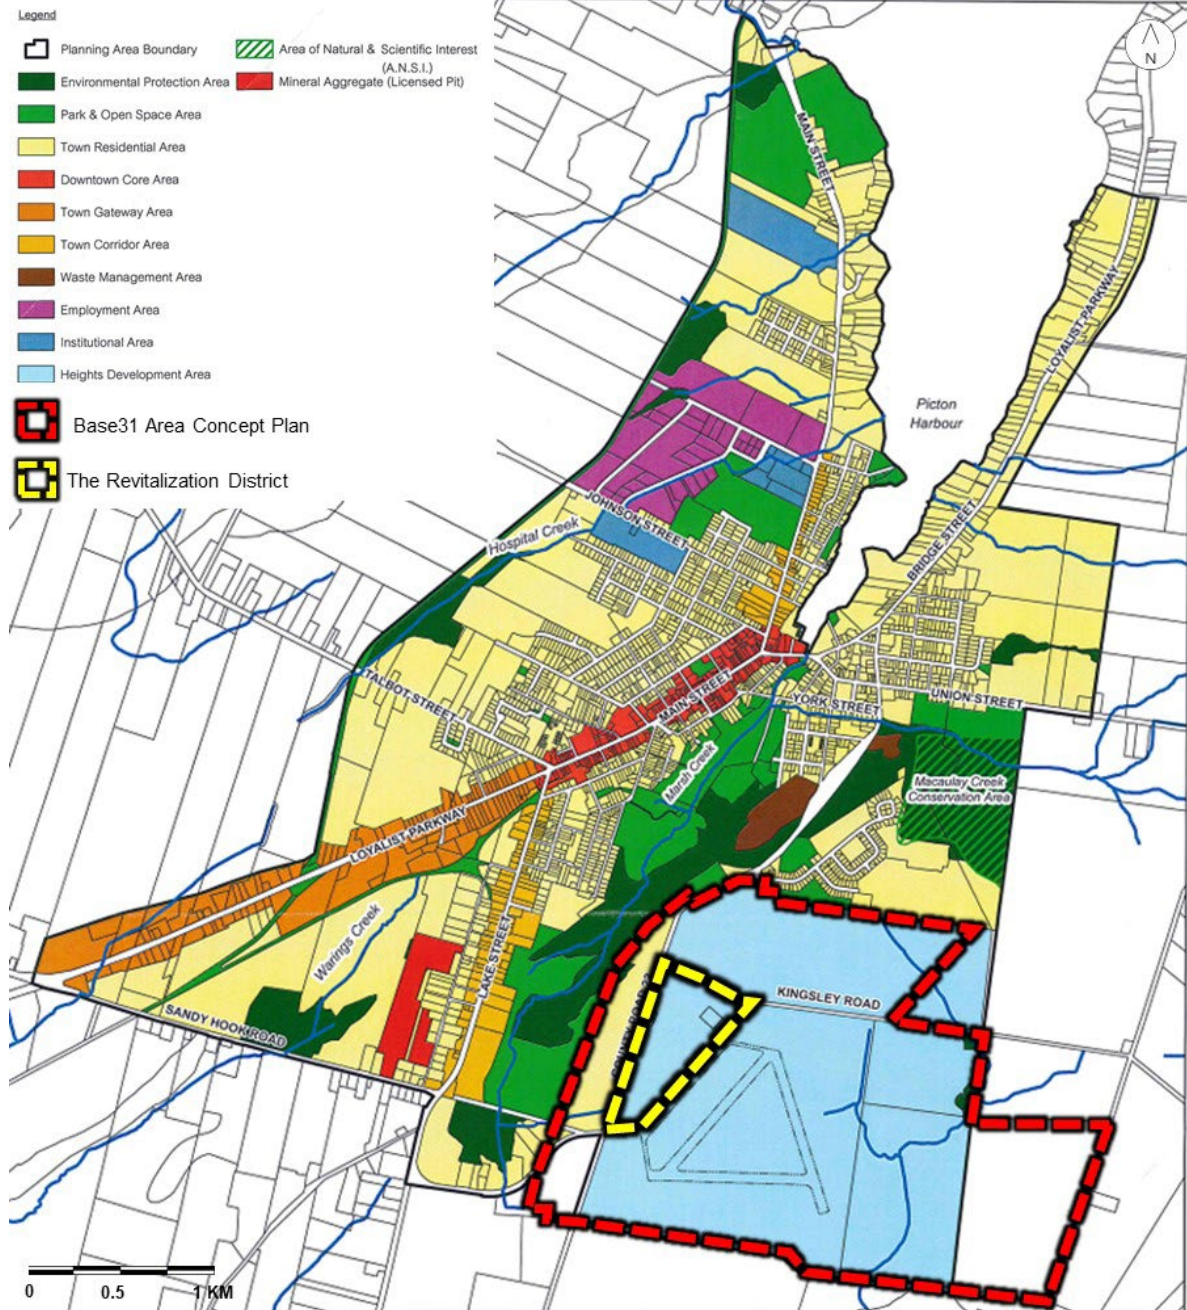 Legend
Planning Area Boundary
Environmental Protection Area
Park & Open Space Area
Town Residential Area
Downtown Core Area
Town Gateway Area
Town Corridor Area
Waste Management Area
Employment Area
Institutional Area
Heights Development Area
Area of Natural & Scientific Interest
(A.N.S.I.)
Mineral Aggregate (Licensed Pit)
Base31 Area Concept Plan
The Revitalization District
N
MAIN STREET
LOYALIST PARKWAY
Picton
Harbour
JOHNSON STREET
Hospital Creek
BRIDGE STREET
TALBOT STREET
MAIN STREET
YORK STREET
UNION STREET
Marsh Creek
Macaulay Creek
Conservation Area
LOYALIST PARKWAY
Warings Creek
LAKE STREET
SANDY HOOK ROAD
KINGSLEY ROAD
0 0.5 1 KM